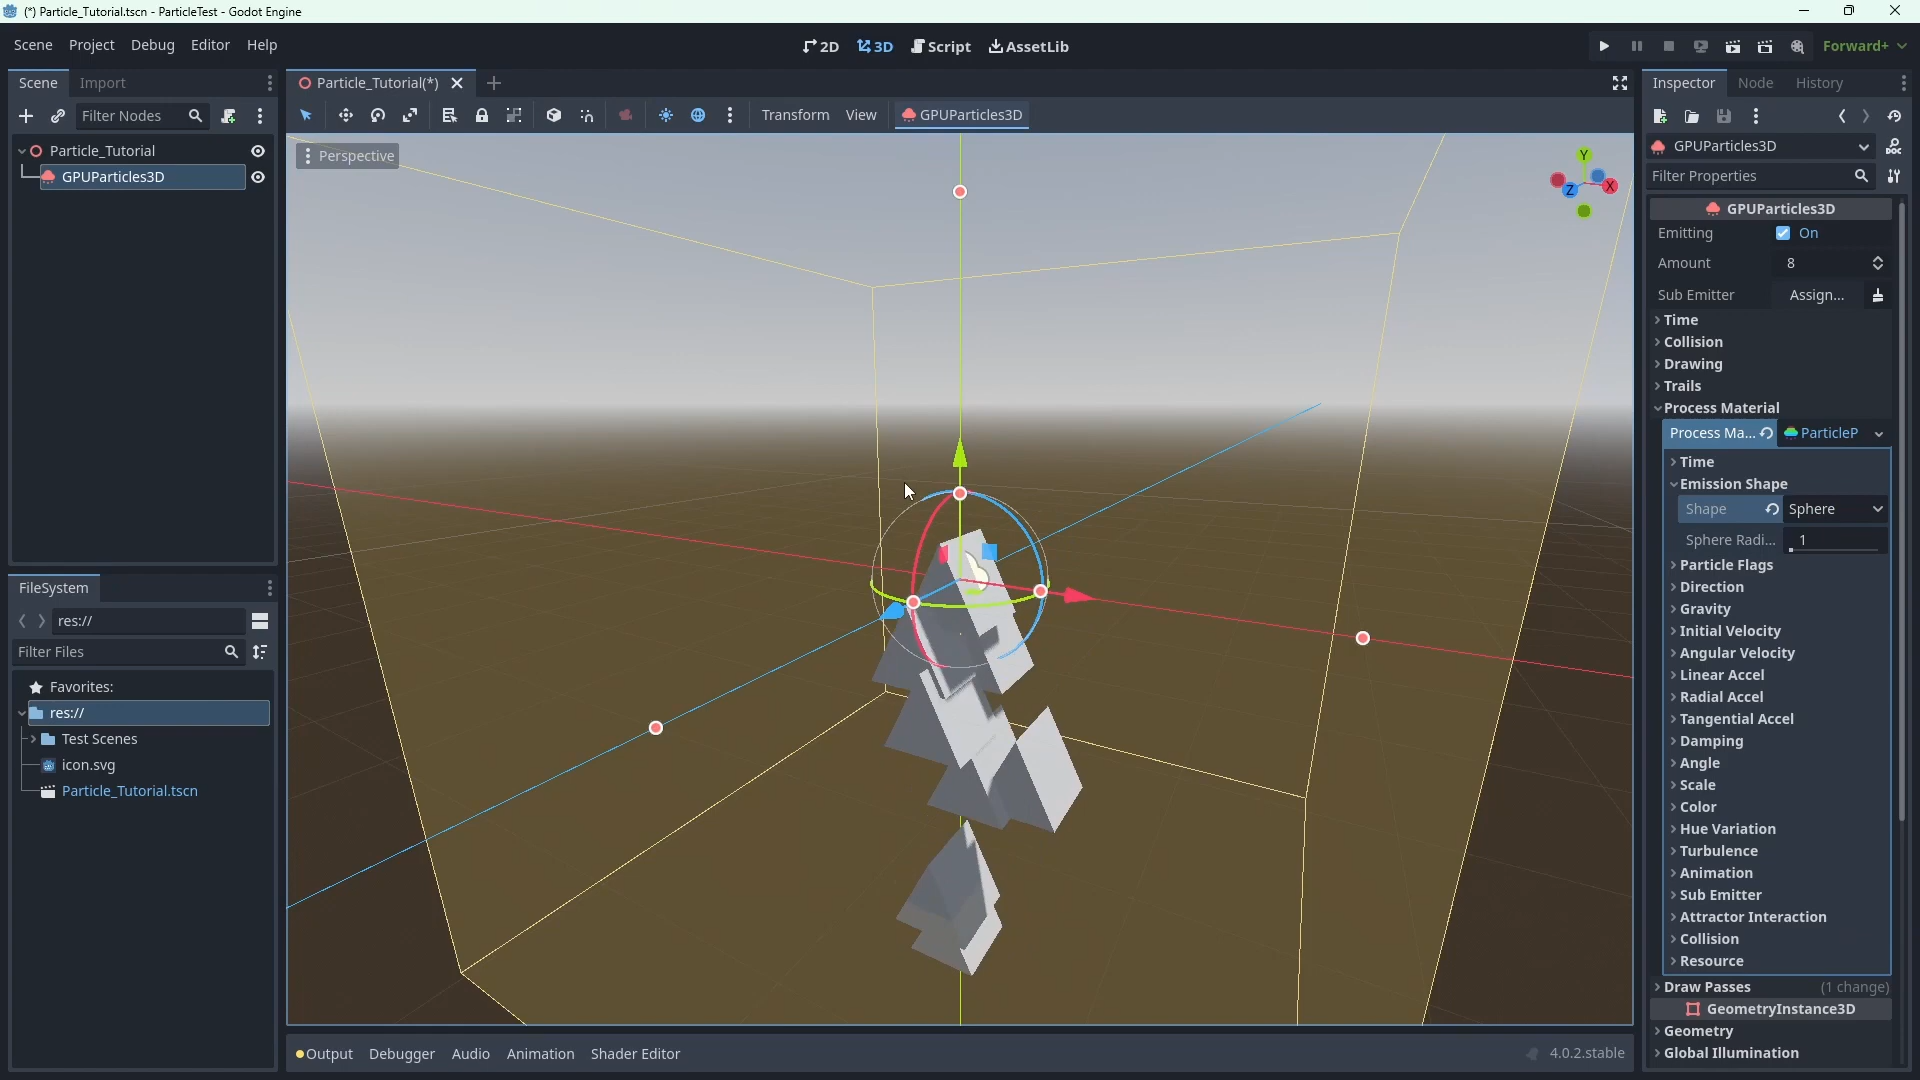 (*) Particle_Tutorial.tscn - ParticleTest - Godot Engine
Scene Project Debug Editor Help
2D 3D Script AssetLib
Forward+
Scene Import
Filter Nodes
Particle_Tutorial
GPUParticles3D
Particle_Tutorial(*)
Transform View GPUParticles3D
Perspective
Y
X
Z
FileSystem
res://
Filter Files
Favorites:
res://
Test Scenes
icon.svg
Particle_Tutorial.tscn
Output Debugger Audio Animation Shader Editor
4.0.2.stable
Inspector Node History
GPUParticles3D
Filter Properties
GPUParticles3D
Emitting On
Amount 8
Sub Emitter Assign...
Time
Collision
Drawing
Trails
Process Material
Process Ma... ParticleP
Time
Emission Shape
Shape Sphere
Sphere Radi... 1
Particle Flags
Direction
Gravity
Initial Velocity
Angular Velocity
Linear Accel
Radial Accel
Tangential Accel
Damping
Angle
Scale
Color
Hue Variation
Turbulence
Animation
Sub Emitter
Attractor Interaction
Collision
Resource
Draw Passes (1 change)
GeometryInstance3D
Geometry
Global Illumination